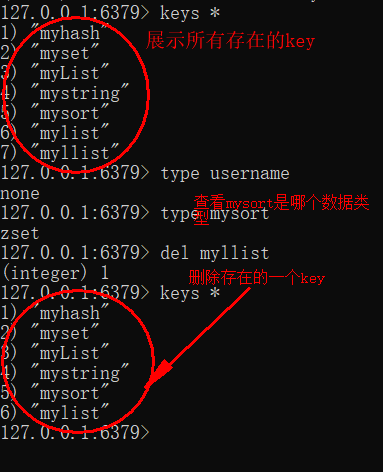 127.0.0.1:6379> keys *
1) "myhash"
2) "myset"
3) "myList"
4) "mystring"
5) "mysort"
6) "mylist"
7) "myllist"
展示所有存在的key
127.0.0.1:6379> type username
none
127.0.0.1:6379> type mysort
查看mysort是哪个数据类
型
zset
127.0.0.1:6379> del myllist
(integer) 1
删除存在的一个key
127.0.0.1:6379> keys *
1) "myhash"
2) "myset"
3) "myList"
4) "mystring"
5) "mysort"
6) "mylist"
127.0.0.1:6379>